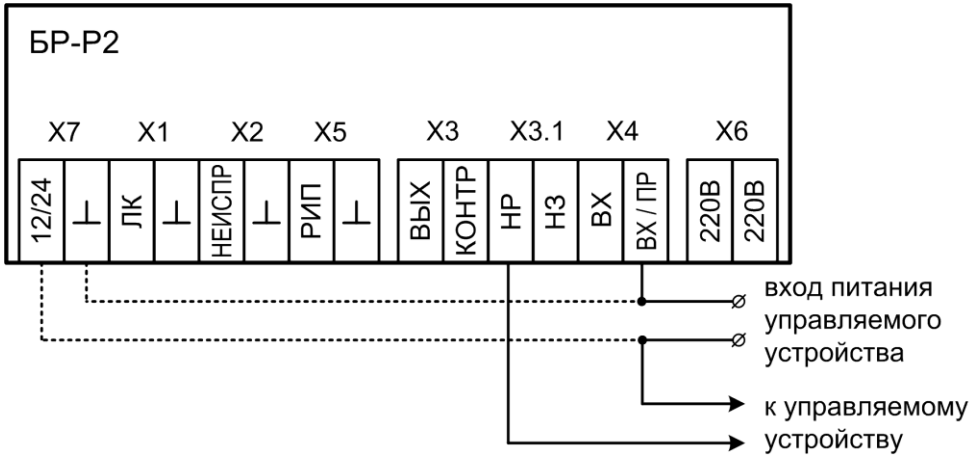 БР-Р2
X7 X1 X2 X5 X3 X3.1 X4 X6
12/24 ⊥ ЛК ⊥ НЕИСПР ⊥ РИП ⊥ ВЫХ КОНТР НР НЗ ВХ ВХ / ПР 220В 220В
вход питания
управляемого
устройства
к управляемому
устройству